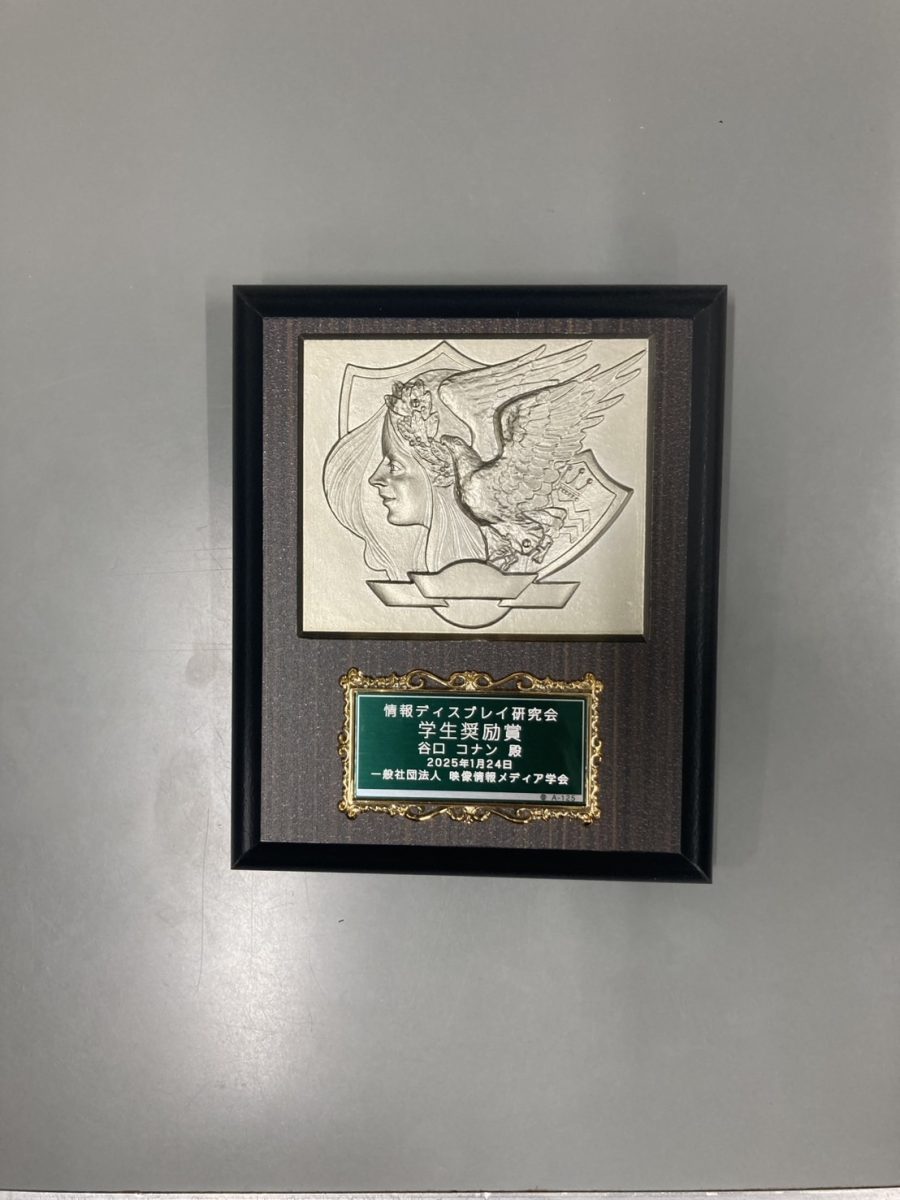 情報ディスプレイ研究会
学生奨励賞
谷口 コナン 殿
2025年1月24日
一般社団法人 映像情報メディア学会
A-125